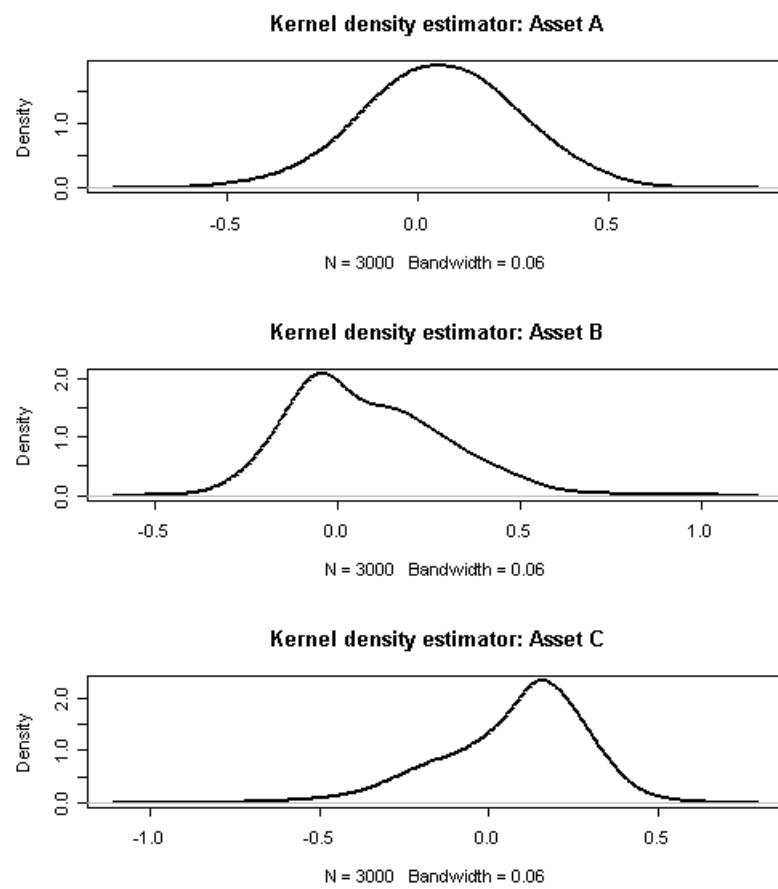 Kernel density estimator: Asset A
Density
0.0
1.0
-0.5
0.0
0.5
N = 3000 Bandwidth = 0.06
Kernel density estimator: Asset B
Density
0.0
1.0
2.0
-0.5
0.0
0.5
1.0
N = 3000 Bandwidth = 0.06
Kernel density estimator: Asset C
Density
0.0
1.0
2.0
-1.0
-0.5
0.0
0.5
N = 3000 Bandwidth = 0.06